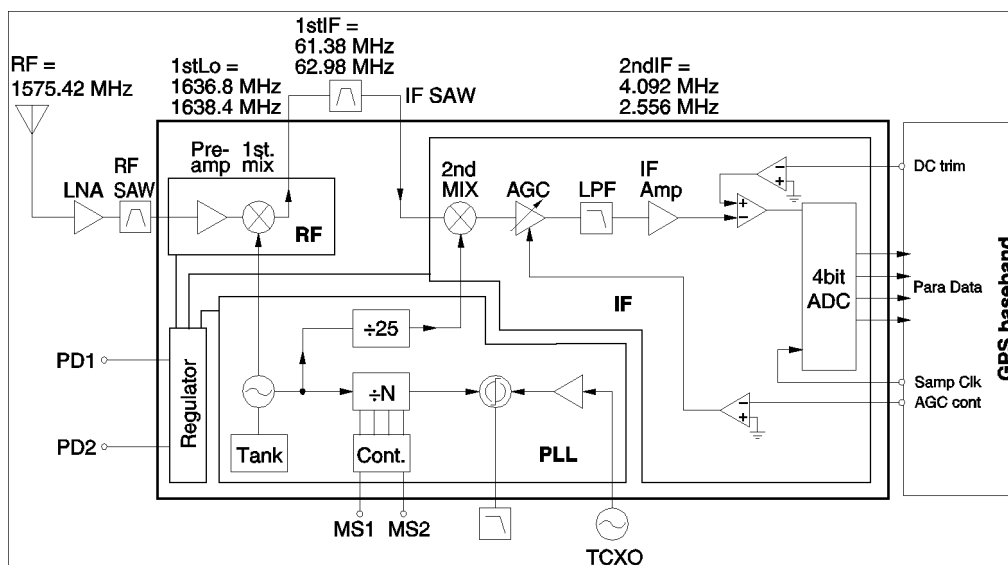 1stIF =
61.38 MHz
62.98 MHz
RF =
1575.42 MHz
1stLo =
1636.8 MHz
1638.4 MHz
IF SAW
2ndIF =
4.092 MHz
2.556 MHz
LNA
RF
SAW
Pre-
amp
1st.
mix
RF
2nd
MIX
AGC
LPF
IF
Amp
+
−
−
+
DC trim
4bit
ADC
Para Data
GPS baseband
IF
÷25
PD1
Regulator
÷N
Samp Clk
AGC cont
−
+
PD2
Tank
Cont.
PLL
MS1
MS2
TCXO